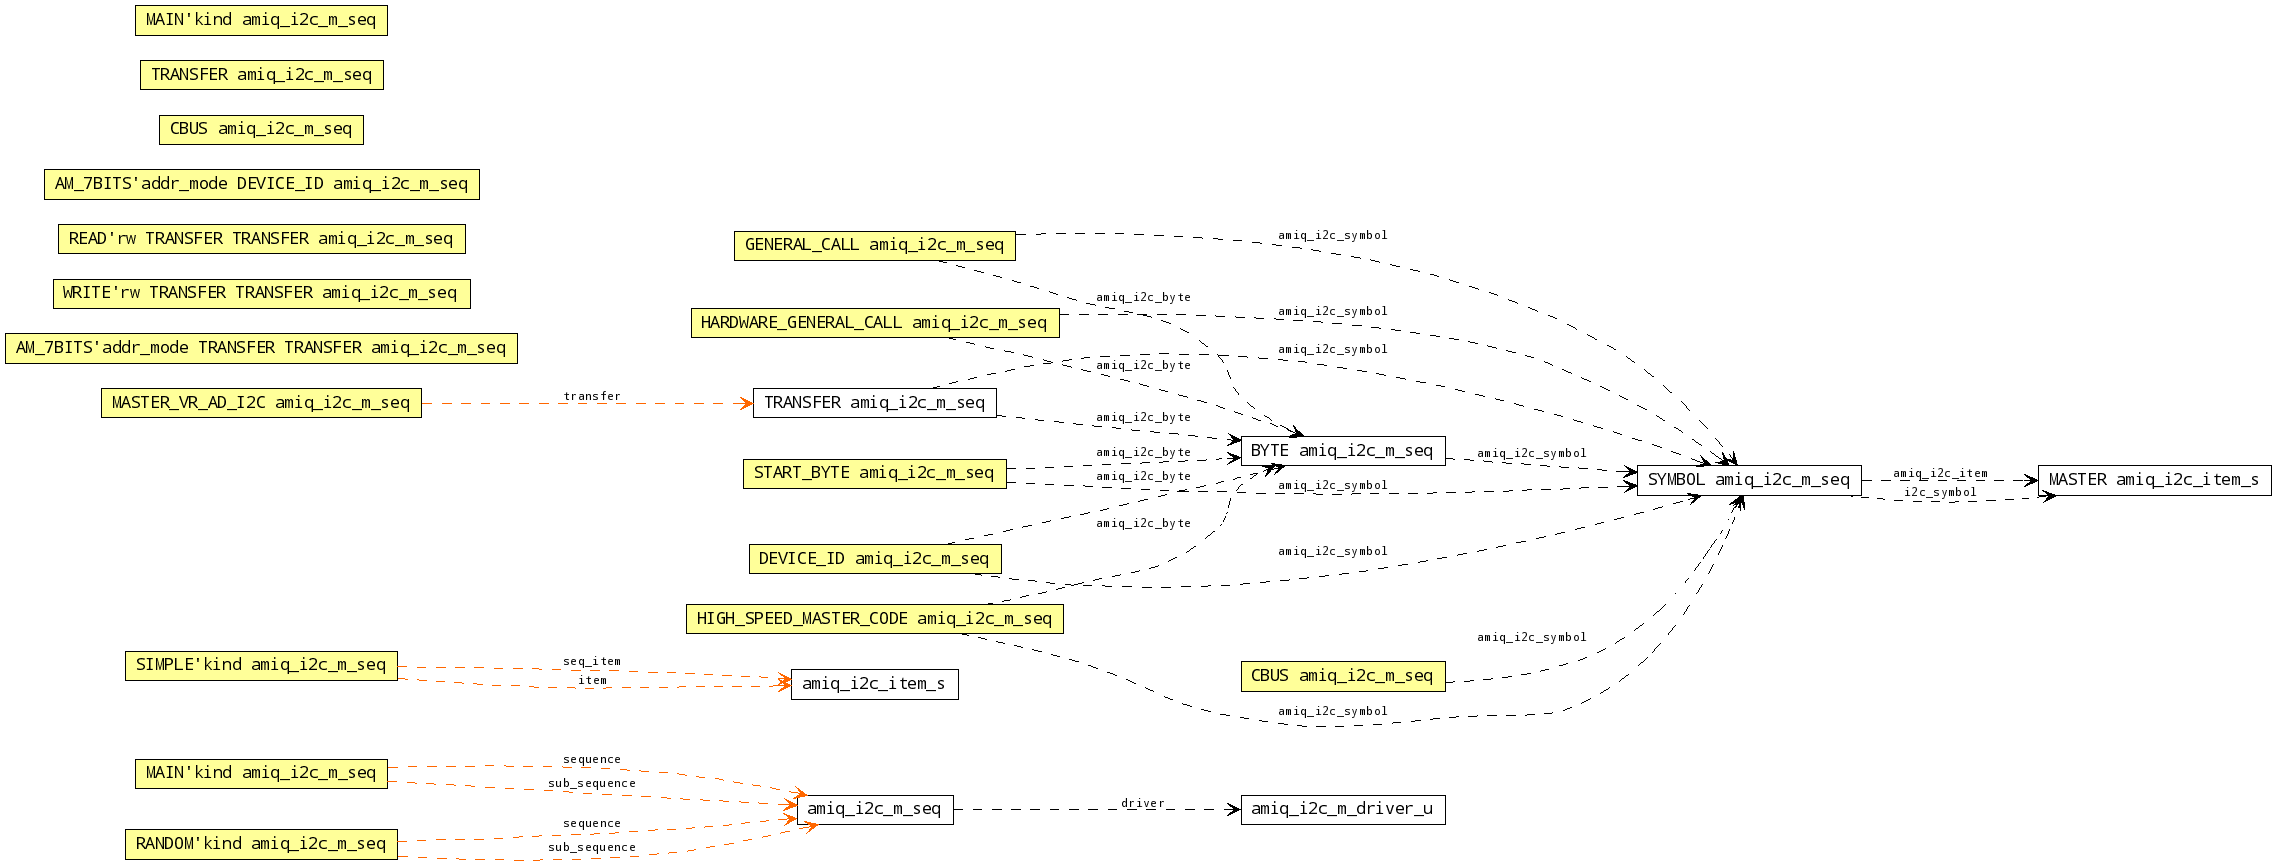 MAIN'kind amiq_i2c_m_seq
TRANSFER amiq_i2c_m_seq
CBUS amiq_i2c_m_seq
AM_7BITS'addr_mode DEVICE_ID amiq_i2c_m_seq
READ'rw TRANSFER TRANSFER amiq_i2c_m_seq
WRITE'rw TRANSFER TRANSFER amiq_i2c_m_seq
AM_7BITS'addr_mode TRANSFER TRANSFER amiq_i2c_m_seq
MASTER_VR_AD_I2C amiq_i2c_m_seq
transfer
GENERAL_CALL amiq_i2c_m_seq
amiq_i2c_symbol
amiq_i2c_byte
HARDWARE_GENERAL_CALL amiq_i2c_m_seq
amiq_i2c_symbol
amiq_i2c_symbol
amiq_i2c_byte
TRANSFER amiq_i2c_m_seq
amiq_i2c_byte
BYTE amiq_i2c_m_seq
amiq_i2c_symbol
START_BYTE amiq_i2c_m_seq
amiq_i2c_byte
amiq_i2c_byte
amiq_i2c_symbol
SYMBOL amiq_i2c_m_seq
amiq_i2c_item
i2c_symbol
MASTER amiq_i2c_item_s
amiq_i2c_byte
DEVICE_ID amiq_i2c_m_seq
amiq_i2c_symbol
HIGH_SPEED_MASTER_CODE amiq_i2c_m_seq
amiq_i2c_symbol
SIMPLE'kind amiq_i2c_m_seq
seq_item
item
amiq_i2c_item_s
CBUS amiq_i2c_m_seq
amiq_i2c_symbol
MAIN'kind amiq_i2c_m_seq
sequence
sub_sequence
amiq_i2c_m_seq
driver
amiq_i2c_m_driver_u
RANDOM'kind amiq_i2c_m_seq
sequence
sub_sequence